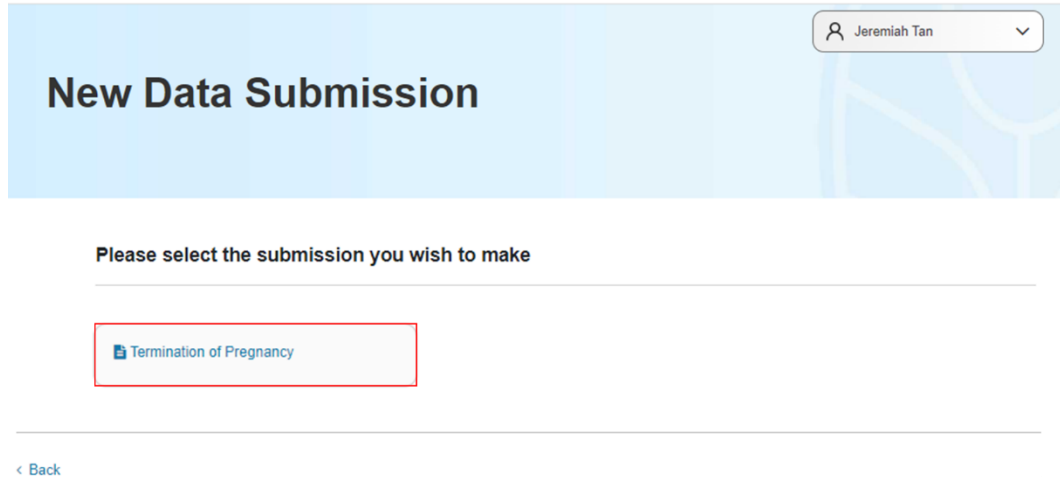 Jeremiah Tan
New Data Submission
Please select the submission you wish to make
Termination of Pregnancy
< Back